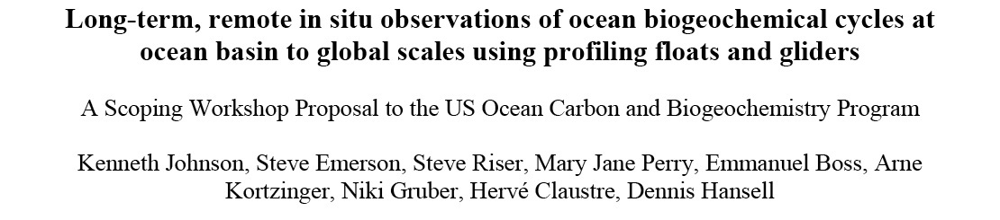 Long-term, remote in situ observations of ocean biogeochemical cycles at
ocean basin to global scales using profiling floats and gliders
A Scoping Workshop Proposal to the US Ocean Carbon and Biogeochemistry Program
Kenneth Johnson, Steve Emerson, Steve Riser, Mary Jane Perry, Emmanuel Boss, Arne
Kortzinger, Niki Gruber, Hervé Claustre, Dennis Hansell